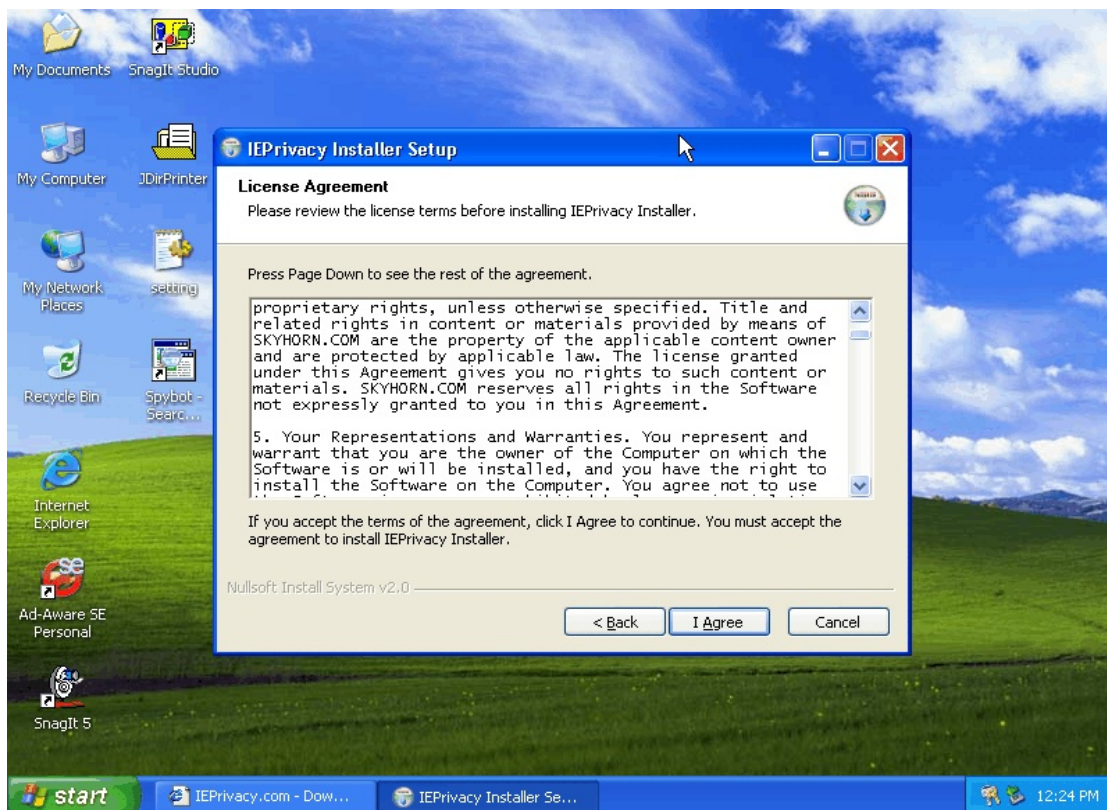 My Documents
SnagIt Studio
My Computer
JDirPrinter
My Network
Places
setting
Recycle Bin
Spybot -
Searc...
Internet
Explorer
Ad-Aware SE
Personal
SnagIt 5
IEPrivacy Installer Setup
License Agreement
Please review the license terms before installing IEPrivacy Installer.
Press Page Down to see the rest of the agreement.
proprietary rights, unless otherwise specified. Title and
related rights in content or materials provided by means of
SKYHORN.COM are the property of the applicable content owner
and are protected by applicable law. The license granted
under this Agreement gives you no rights to such content or
materials. SKYHORN.COM reserves all rights in the Software
not expressly granted to you in this Agreement.
5. Your Representations and Warranties. You represent and
warrant that you are the owner of the Computer on which the
Software is or will be installed, and you have the right to
install the Software on the Computer. You agree not to use
If you accept the terms of the agreement, click I Agree to continue. You must accept the
agreement to install IEPrivacy Installer.
Nullsoft Install System v2.0
< Back
I Agree
Cancel
start
IEPrivacy.com - Dow...
IEPrivacy Installer Se...
12:24 PM